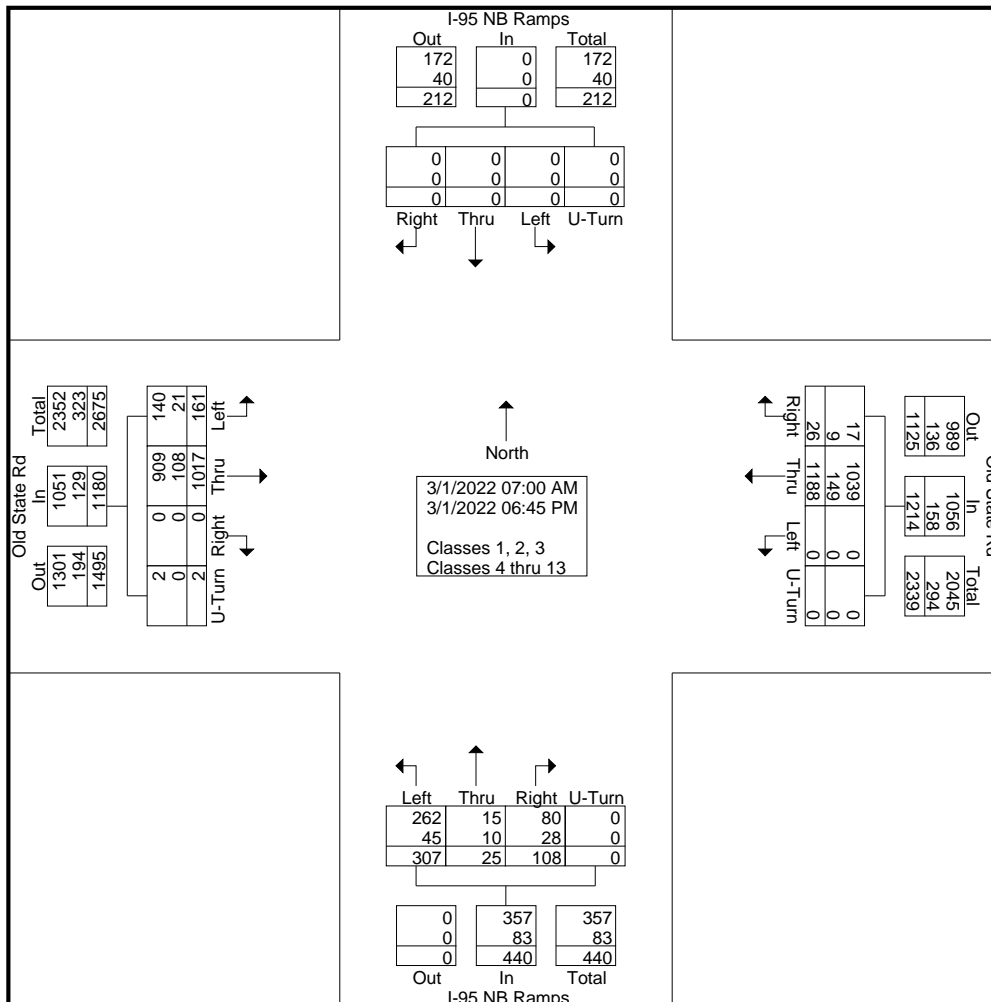 I-95 NB Ramps
Out In Total
172 0 172
40 0 40
212 0 212
0 0 0 0
0 0 0 0
0 0 0 0
Right Thru Left U-Turn
Old State Rd
Total In Out
2352 1051 1301
323 129 194
2675 1180 1495
140 909 0 2
21 108 0 0
161 1017 0 2
Left Thru Right U-Turn
North
3/1/2022 07:00 AM
3/1/2022 06:45 PM
Classes 1, 2, 3
Classes 4 thru 13
Right Thru Left U-Turn
17 1039 0 0
9 149 0 0
26 1188 0 0
Out In Total
989 1056 2045
136 158 294
1125 1214 2339
Old State Rd
Left Thru Right U-Turn
262 15 80 0
45 10 28 0
307 25 108 0
0 357 357
0 83 83
0 440 440
Out In Total
I-95 NB Ramps